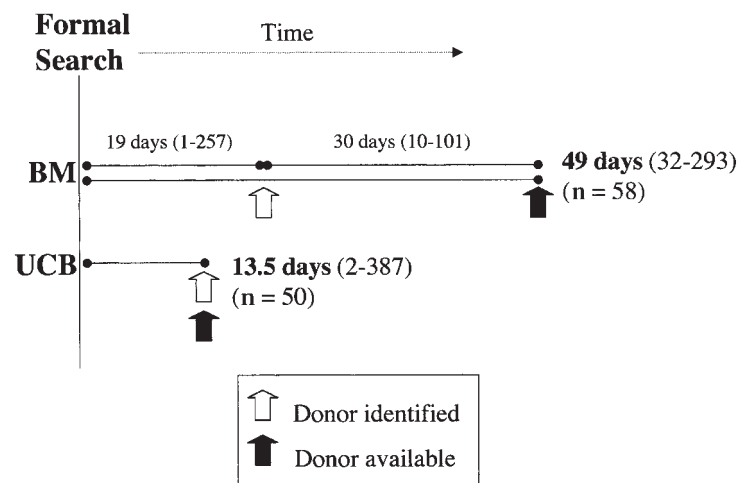 Formal
Search
Time
19 days (1-257)
30 days (10-101)
BM
49 days (32-293)
(n = 58)
UCB
13.5 days (2-387)
(n = 50)
Donor identified
Donor available